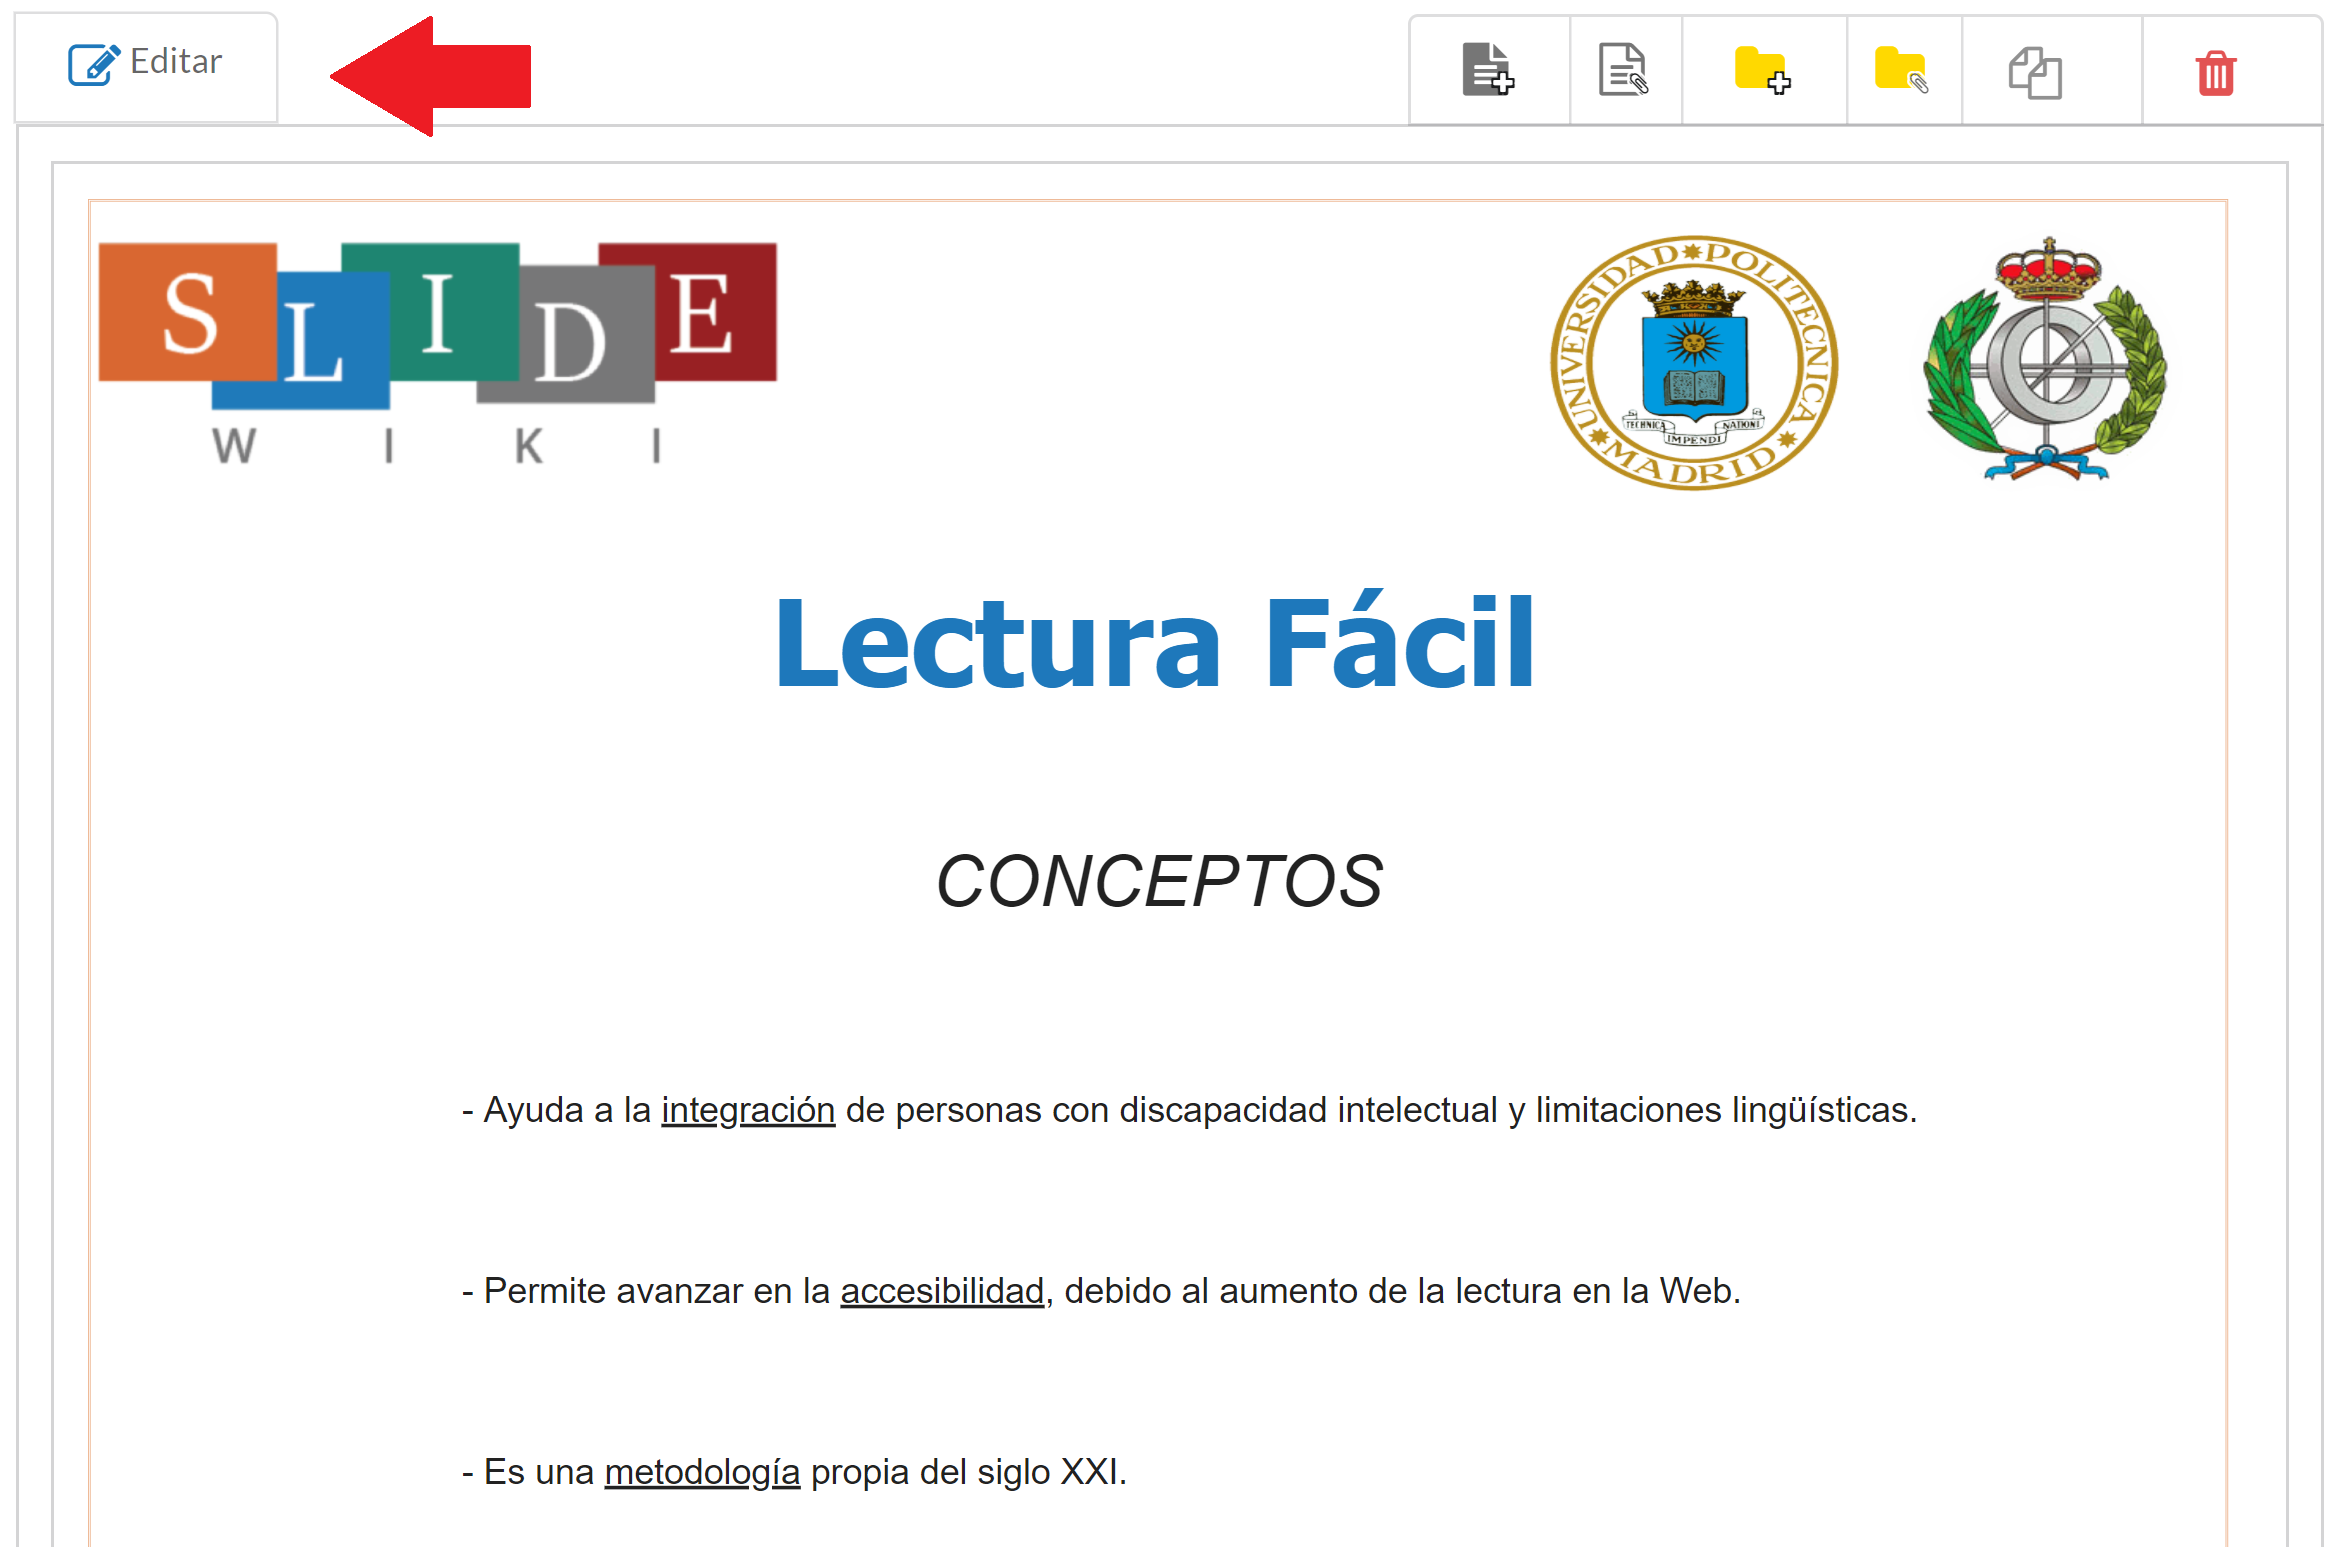 Editar
SLIDE
WIKI
UNIVERSIDAD POLITECNICA
MADRID
TECHNICA IMPENDI NATIONI
Lectura Fácil
CONCEPTOS
- Ayuda a la integración de personas con discapacidad intelectual y limitaciones lingüísticas.
- Permite avanzar en la accesibilidad, debido al aumento de la lectura en la Web.
- Es una metodología propia del siglo XXI.